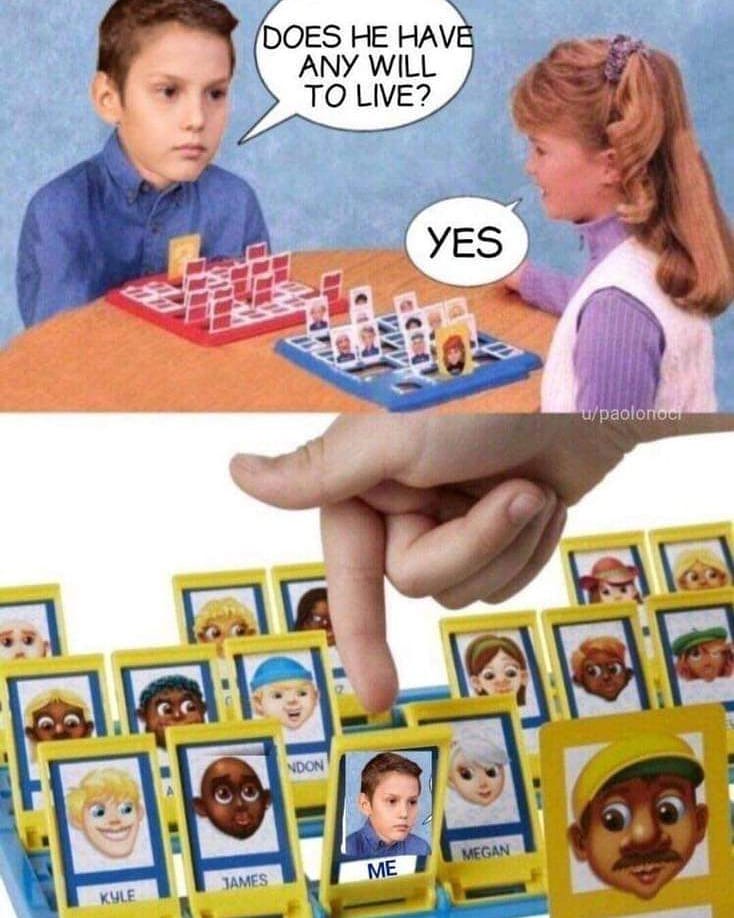 DOES HE HAVE
ANY WILL
TO LIVE?
YES
u/paolonoci
NDON
KYLE
JAMES
ME
MEGAN